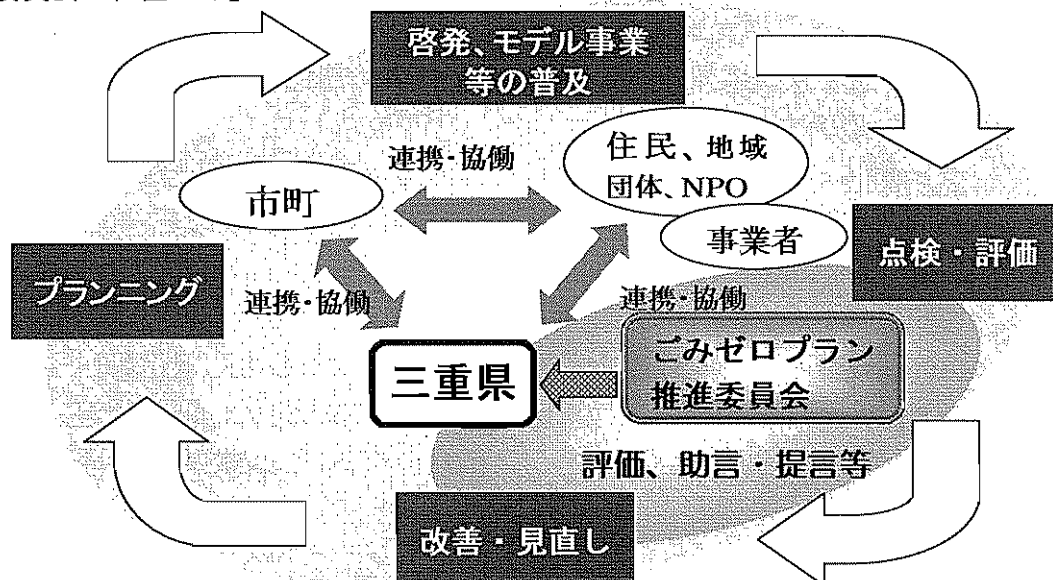 啓発、モデル事業
等の普及
連携・協働
住民、地域
団体、NPO
市町
事業者
点検・評価
プランニング
連携・協働
連携・協働
三重県
ごみゼロプラン
推進委員会
評価、助言・提言等
改善・見直し